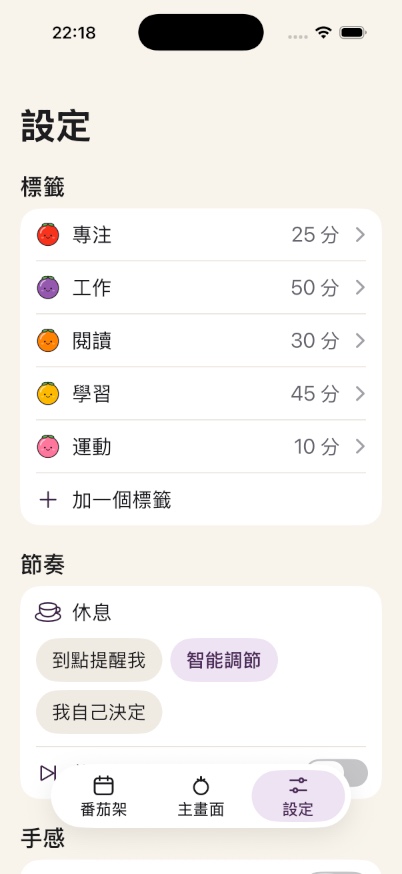 22:18
設定
標籤
專注 25 分
工作 50 分
閱讀 30 分
學習 45 分
運動 10 分
加一個標籤
節奏
休息
到點提醒我 智能調節
我自己決定
番茄架 主畫面 設定
手感